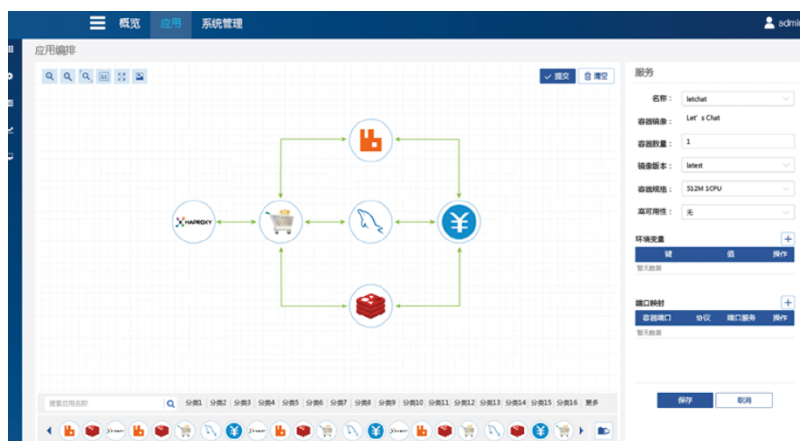 概览 应用 系统管理 admin
应用编排
提交 清空
服务
名称： letchat
容器镜像： Let's Chat
容器数量： 1
镜像版本： latest
容器规格： 512M 1CPU
高可用性： 无
HAPROXY
环境变量
键 值 操作
暂无数据
端口映射
容器端口 协议 端口服务 操作
暂无数据
保存 取消
搜索应用名称 分类1 分类2 分类3 分类4 分类5 分类6 分类7 分类8 分类9 分类10 分类11 分类12 分类13 分类14 分类15 分类16 更多